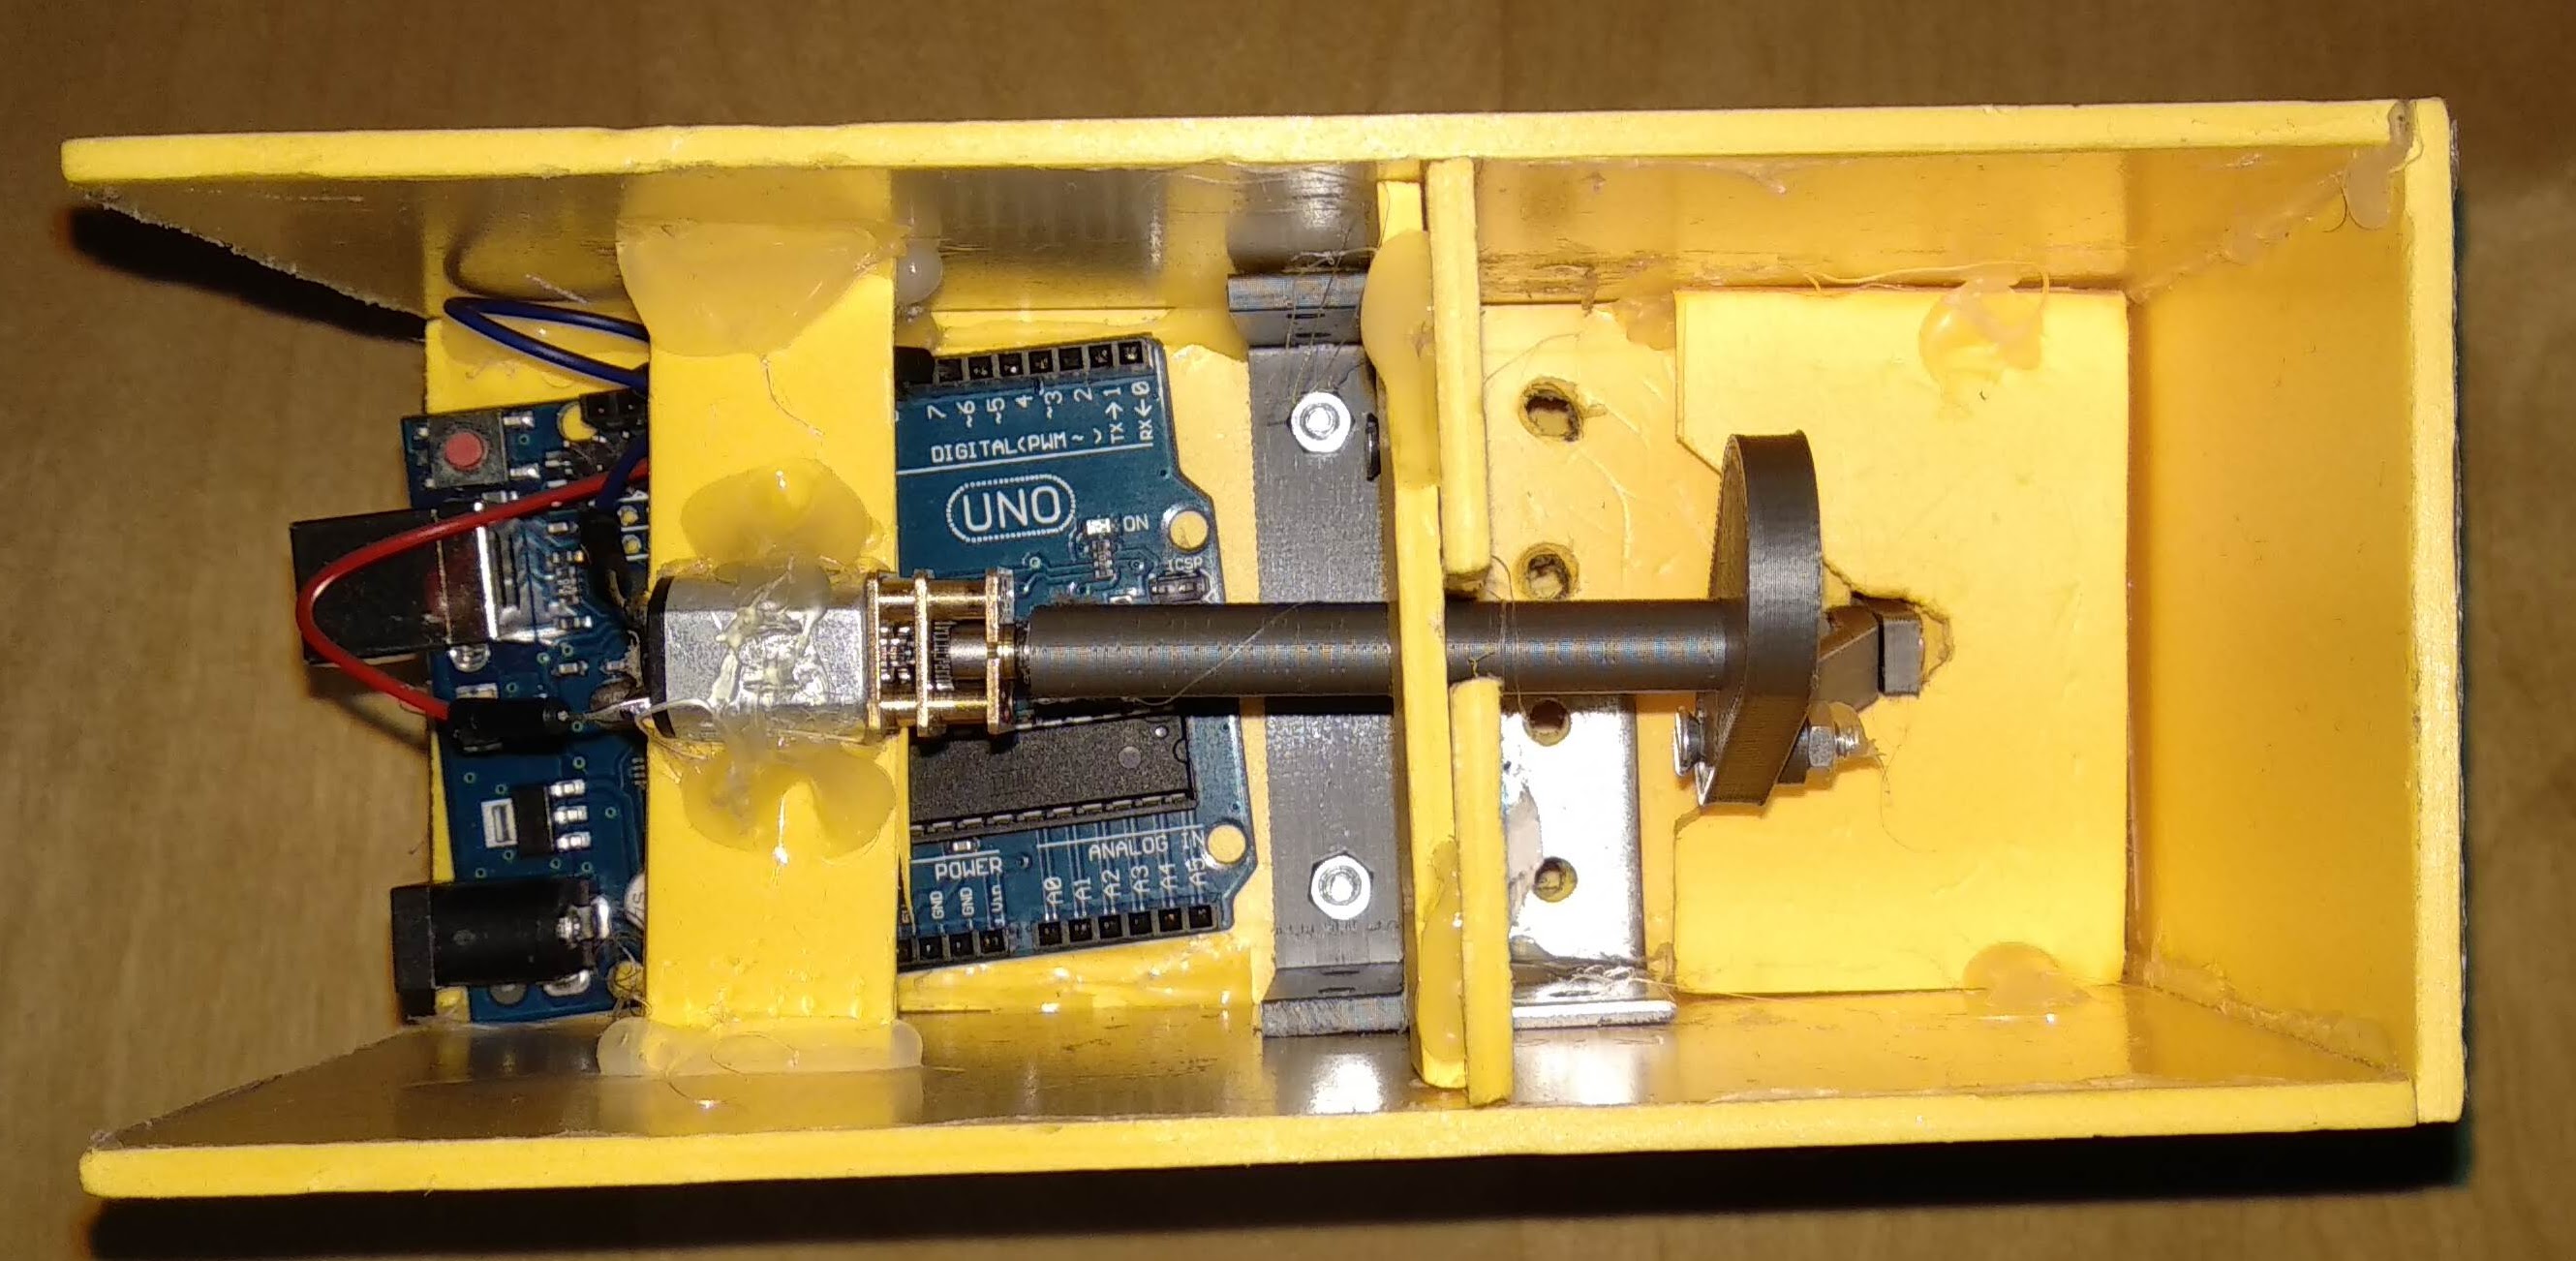 7
~6
~5
4
~3
2
TX→1
RX←0
DIGITAL(PWM ~ )
UNO
ON
ICSP
ANALOG IN
POWER
GND
GND
Vin
A0
A1
A2
A3
A4
A5